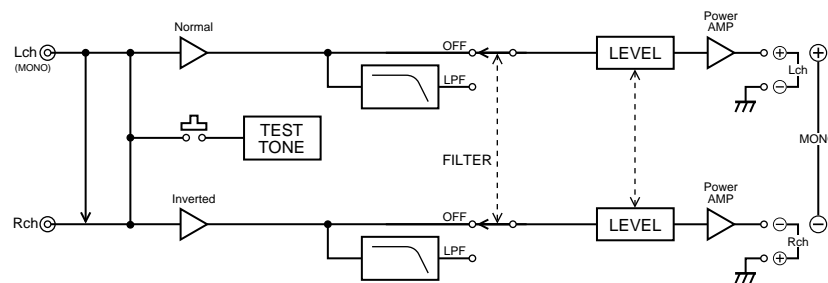 Normal
Power
AMP
Lch
(MONO)
OFF
LEVEL
+
Lch
+
LPF
−
TEST
TONE
FILTER
MON
Inverted
Power
AMP
Rch
OFF
LEVEL
−
Rch
−
LPF
+